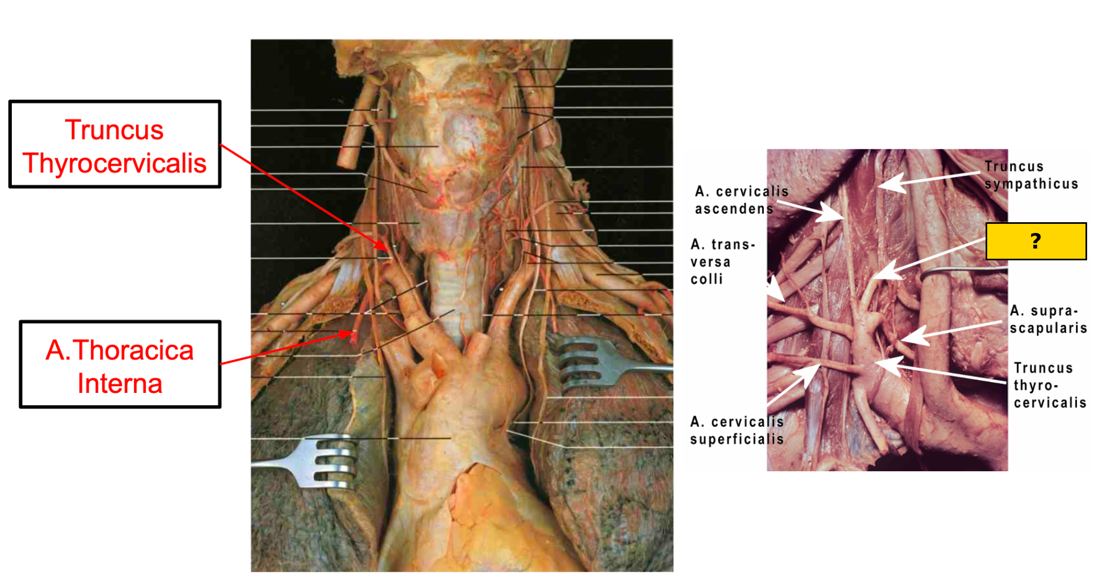 Truncus
Thyrocervicalis
A.Thoracica
Interna
A. cervicalis
ascendens
A. trans-
versa
colli
A. cervicalis
superficialis
Truncus
sympathicus
?
A. supra-
scapularis
Truncus
thyro-
cervicalis